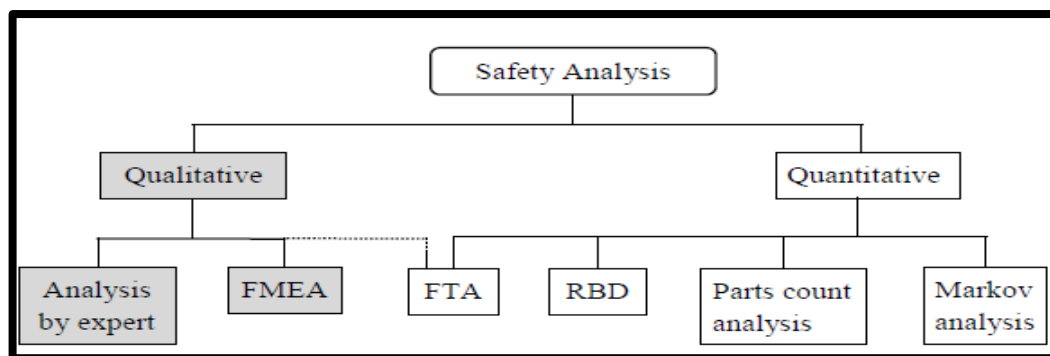 Safety Analysis
Qualitative
Quantitative
Analysis
by expert
FMEA
FTA
RBD
Parts count
analysis
Markov
analysis